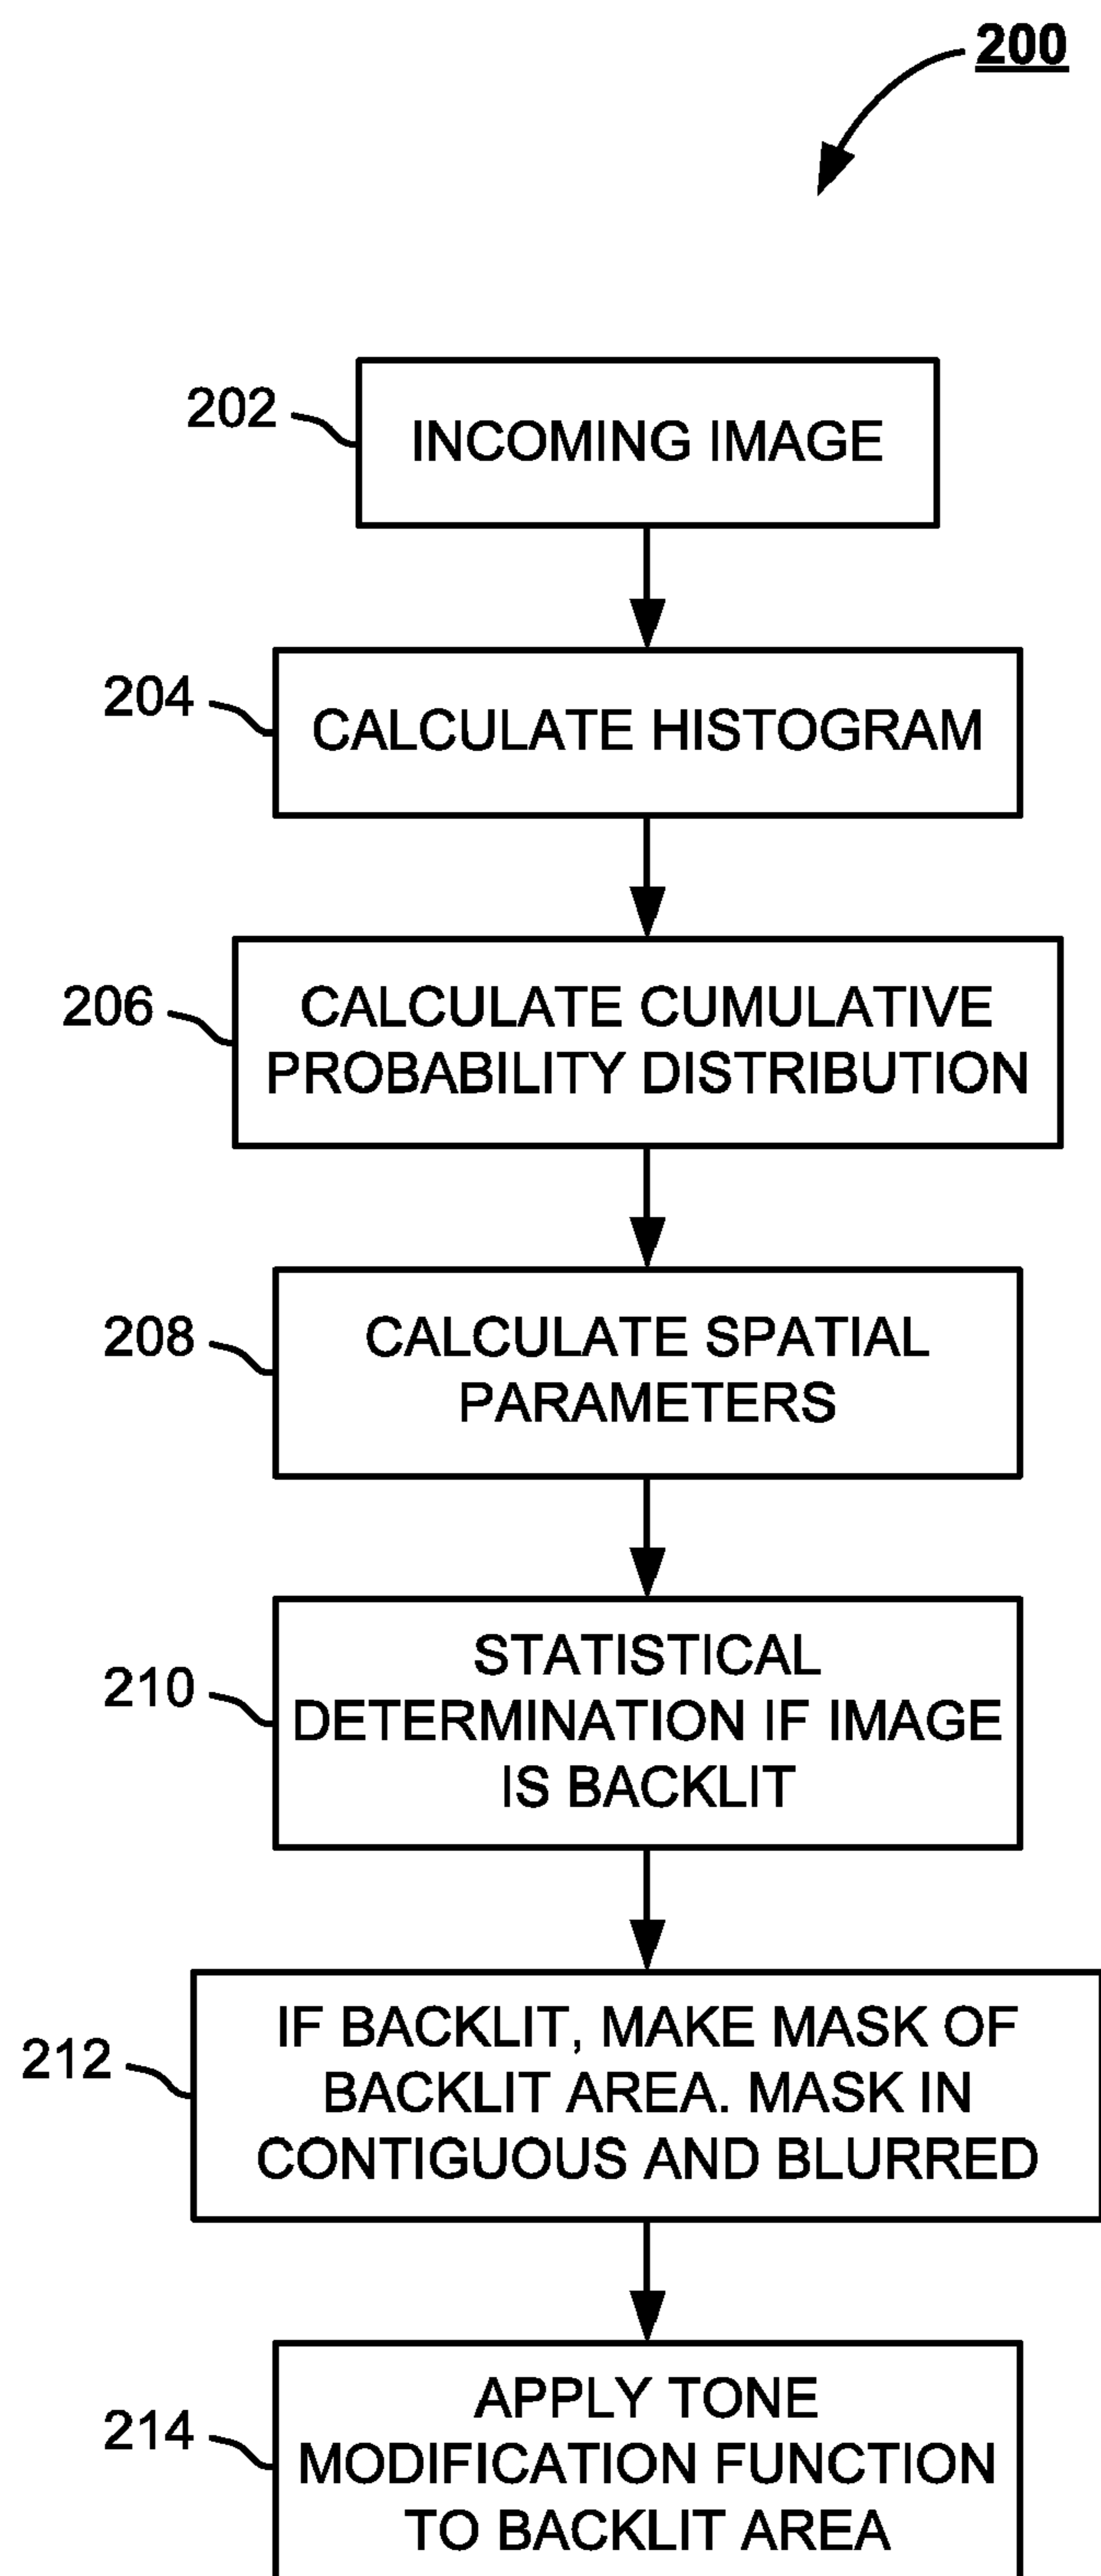 200
202
INCOMING IMAGE
204
CALCULATE HISTOGRAM
206
CALCULATE CUMULATIVE
PROBABILITY DISTRIBUTION
208
CALCULATE SPATIAL
PARAMETERS
210
STATISTICAL
DETERMINATION IF IMAGE
IS BACKLIT
212
IF BACKLIT, MAKE MASK OF
BACKLIT AREA. MASK IN
CONTIGUOUS AND BLURRED
214
APPLY TONE
MODIFICATION FUNCTION
TO BACKLIT AREA